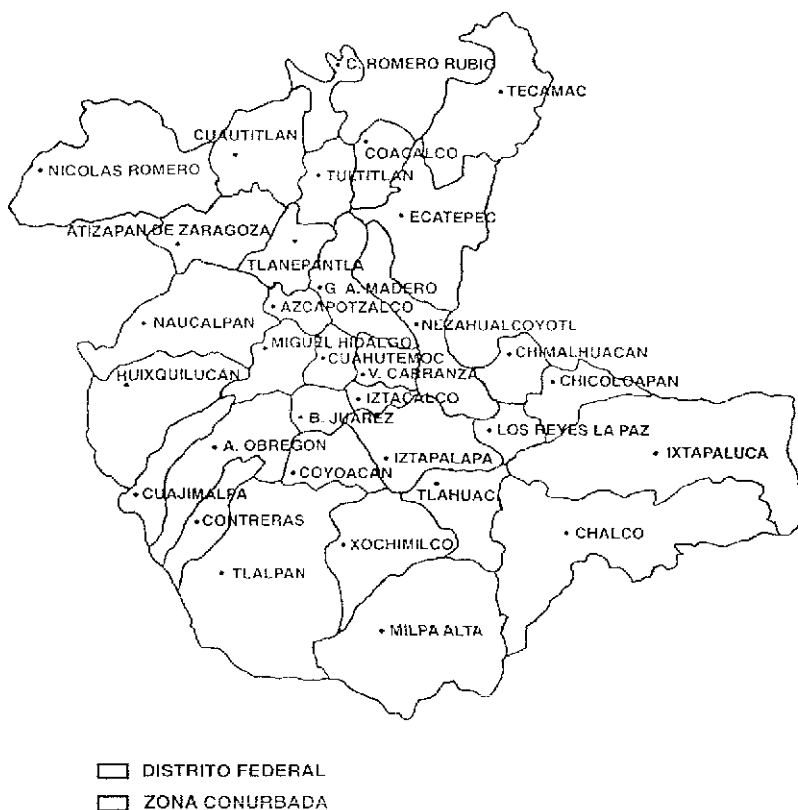 C. ROMERO RUBIO
TECAMAC
CUAUTITLAN
COACALCO
NICOLAS ROMERO
TULTITLAN
ECATEPEC
ATIZAPAN DE ZARAGOZA
TLANEPANTLA
G. A. MADERO
AZCAPOTZALCO
NAUCALPAN
NEZAHUALCOYOTL
MIGUEL HIDALGO
CUAHUTEMOC
CHIMALHUACAN
HUIXQUILUCAN
V. CARRANZA
CHICOLOAPAN
IZTACALCO
B. JUAREZ
LOS REYES LA PAZ
A. OBREGON
IZTAPALAPA
IXTAPALUCA
COYOACAN
TLAHUAC
CUAJIMALPA
CONTRERAS
CHALCO
XOCHIMILCO
TLALPAN
MILPA ALTA
DISTRITO FEDERAL
ZONA CONURBADA